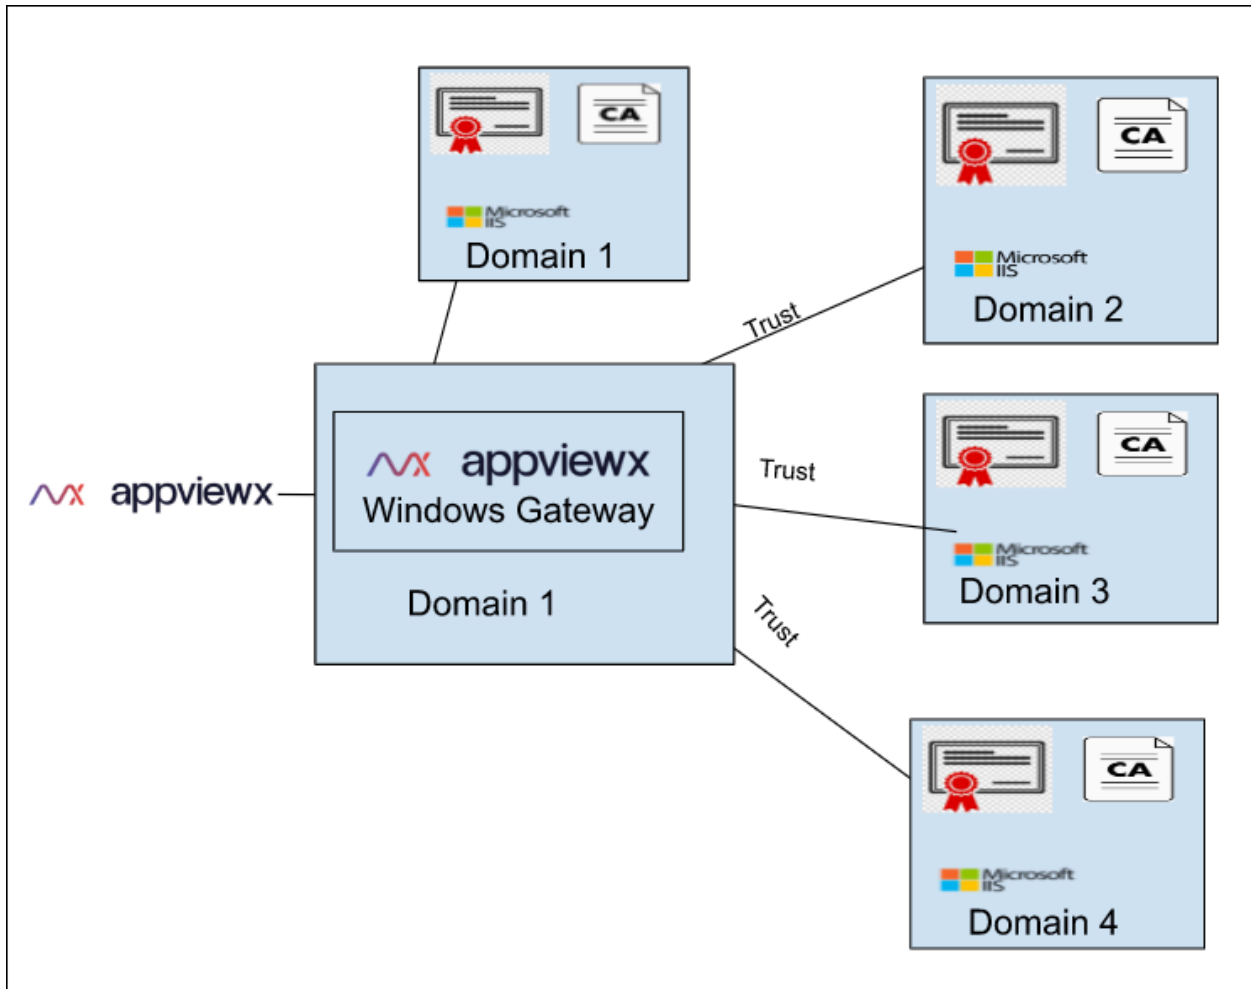 CA
Microsoft
IIS
Domain 1
CA
Microsoft
IIS
Domain 2
Trust
appviewx
appviewx
Windows Gateway
Domain 1
Trust
CA
Microsoft
IIS
Domain 3
Trust
CA
Microsoft
IIS
Domain 4